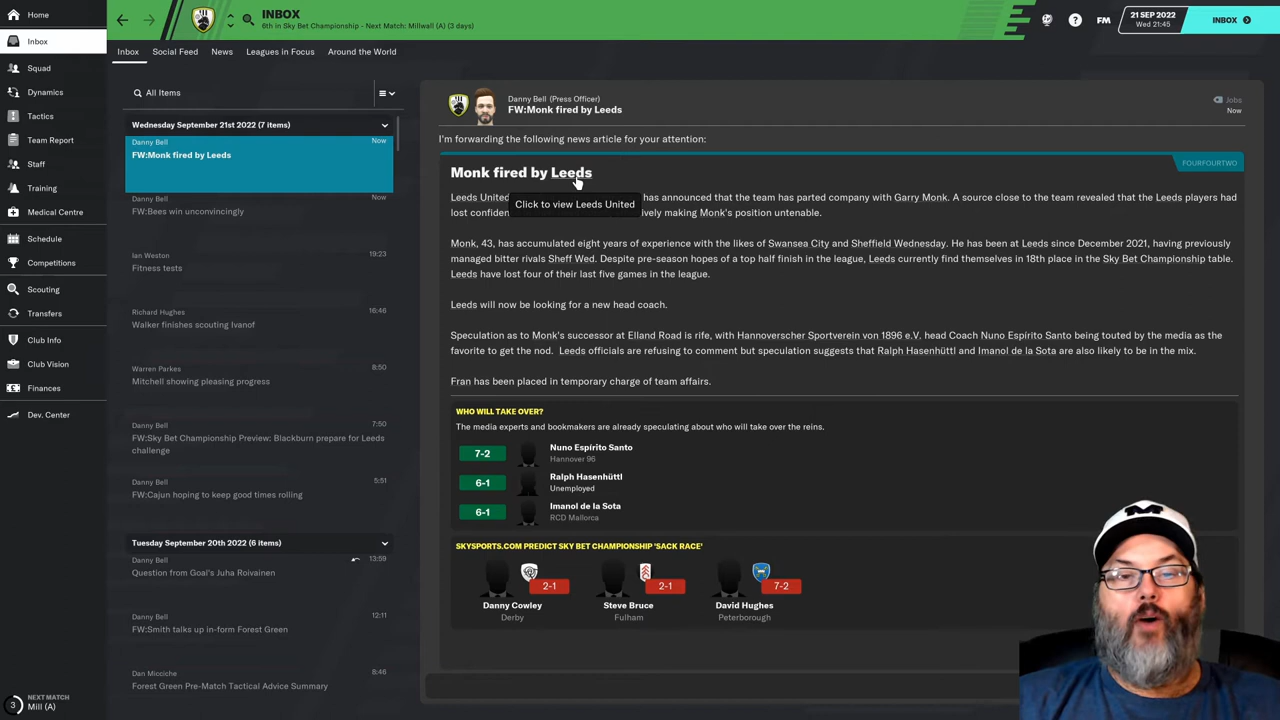 Home
Inbox
Squad
Dynamics
Tactics
Team Report
Staff
Training
Medical Centre
Schedule
Competitions
Scouting
Transfers
Club Info
Club Vision
Finances
Dev. Center
3
NEXT MATCH
Mill (A)
INBOX
6th in Sky Bet Championship - Next Match: Millwall (A) (3 days)
?
FM
21 SEP 2022
Wed 21:45
INBOX
Inbox
Social Feed
News
Leagues in Focus
Around the World
All Items
Wednesday September 21st 2022 (7 items)
Danny Bell
Now
FW:Monk fired by Leeds
Danny Bell
Now
FW:Bees win unconvincingly
Ian Weston
19:23
Fitness tests
Richard Hughes
16:46
Walker finishes scouting Ivanof
Warren Parkes
8:50
Mitchell showing pleasing progress
Danny Bell
7:50
FW:Sky Bet Championship Preview: Blackburn prepare for Leeds
challenge
Danny Bell
5:51
FW:Cajun hoping to keep good times rolling
Tuesday September 20th 2022 (6 items)
Danny Bell
13:59
Question from Goal's Juha Roivainen
Danny Bell
12:11
FW:Smith talks up in-form Forest Green
Dan Micciche
8:46
Forest Green Pre-Match Tactical Advice Summary
Danny Bell (Press Officer)
FW:Monk fired by Leeds
Jobs
Now
I'm forwarding the following news article for your attention:
FOURFOURTWO
Monk fired by Leeds
Click to view Leeds United
Leeds United has announced that the team has parted company with Garry Monk. A source close to the team revealed that the Leeds players had
lost confiden ively making Monk's position untenable.
Monk, 43, has accumulated eight years of experience with the likes of Swansea City and Sheffield Wednesday. He has been at Leeds since December 2021, having previously
managed bitter rivals Sheff Wed. Despite pre-season hopes of a top half finish in the league, Leeds currently find themselves in 18th place in the Sky Bet Championship table.
Leeds have lost four of their last five games in the league.
Leeds will now be looking for a new head coach.
Speculation as to Monk's successor at Elland Road is rife, with Hannoverscher Sportverein von 1896 e.V. head Coach Nuno Espírito Santo being touted by the media as the
favorite to get the nod. Leeds officials are refusing to comment but speculation suggests that Ralph Hasenhüttl and Imanol de la Sota are also likely to be in the mix.
Fran has been placed in temporary charge of team affairs.
WHO WILL TAKE OVER?
The media experts and bookmakers are already speculating about who will take over the reins.
7-2
Nuno Espírito Santo
Hannover 96
6-1
Ralph Hasenhüttl
Unemployed
6-1
Imanol de la Sota
RCD Mallorca
SKYSPORTS.COM PREDICT SKY BET CHAMPIONSHIP 'SACK RACE'
2-1
Danny Cowley
Derby
2-1
Steve Bruce
Fulham
7-2
David Hughes
Peterborough